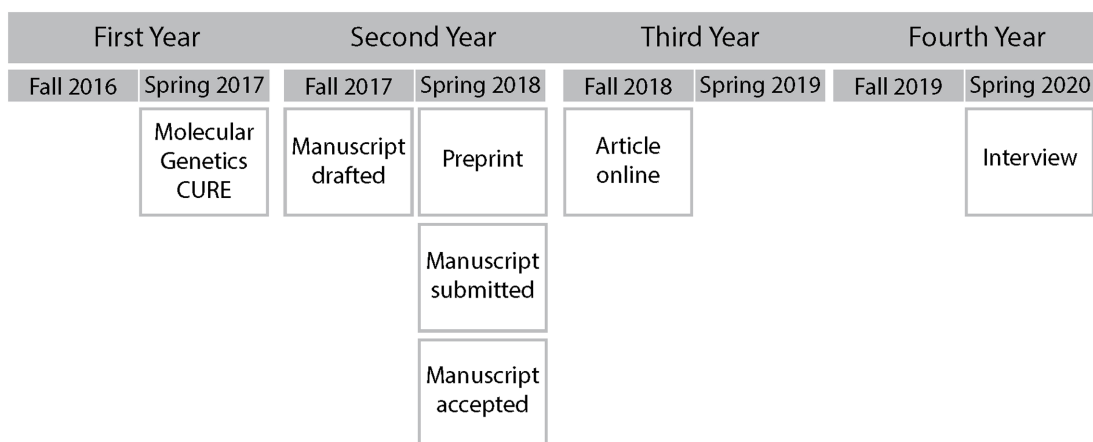 First Year Second Year Third Year Fourth Year
Fall 2016 Spring 2017 Fall 2017 Spring 2018 Fall 2018 Spring 2019 Fall 2019 Spring 2020
Molecular
Genetics
CURE
Manuscript
drafted
Preprint
Article
online
Interview
Manuscript
submitted
Manuscript
accepted